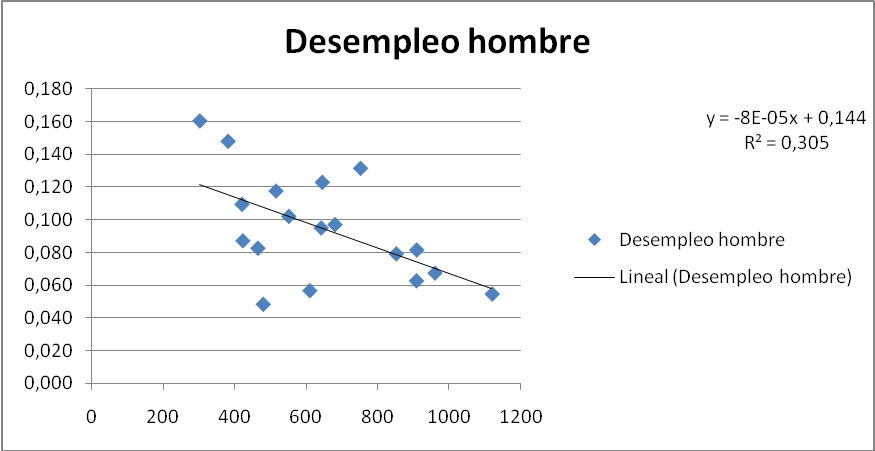 Desempleo hombre
0,180
0,160
0,140
0,120
0,100
0,080
0,060
0,040
0,020
0,000
0 200 400 600 800 1000 1200
y = -8E-05x + 0,144
R² = 0,305
Desempleo hombre
Lineal (Desempleo hombre)